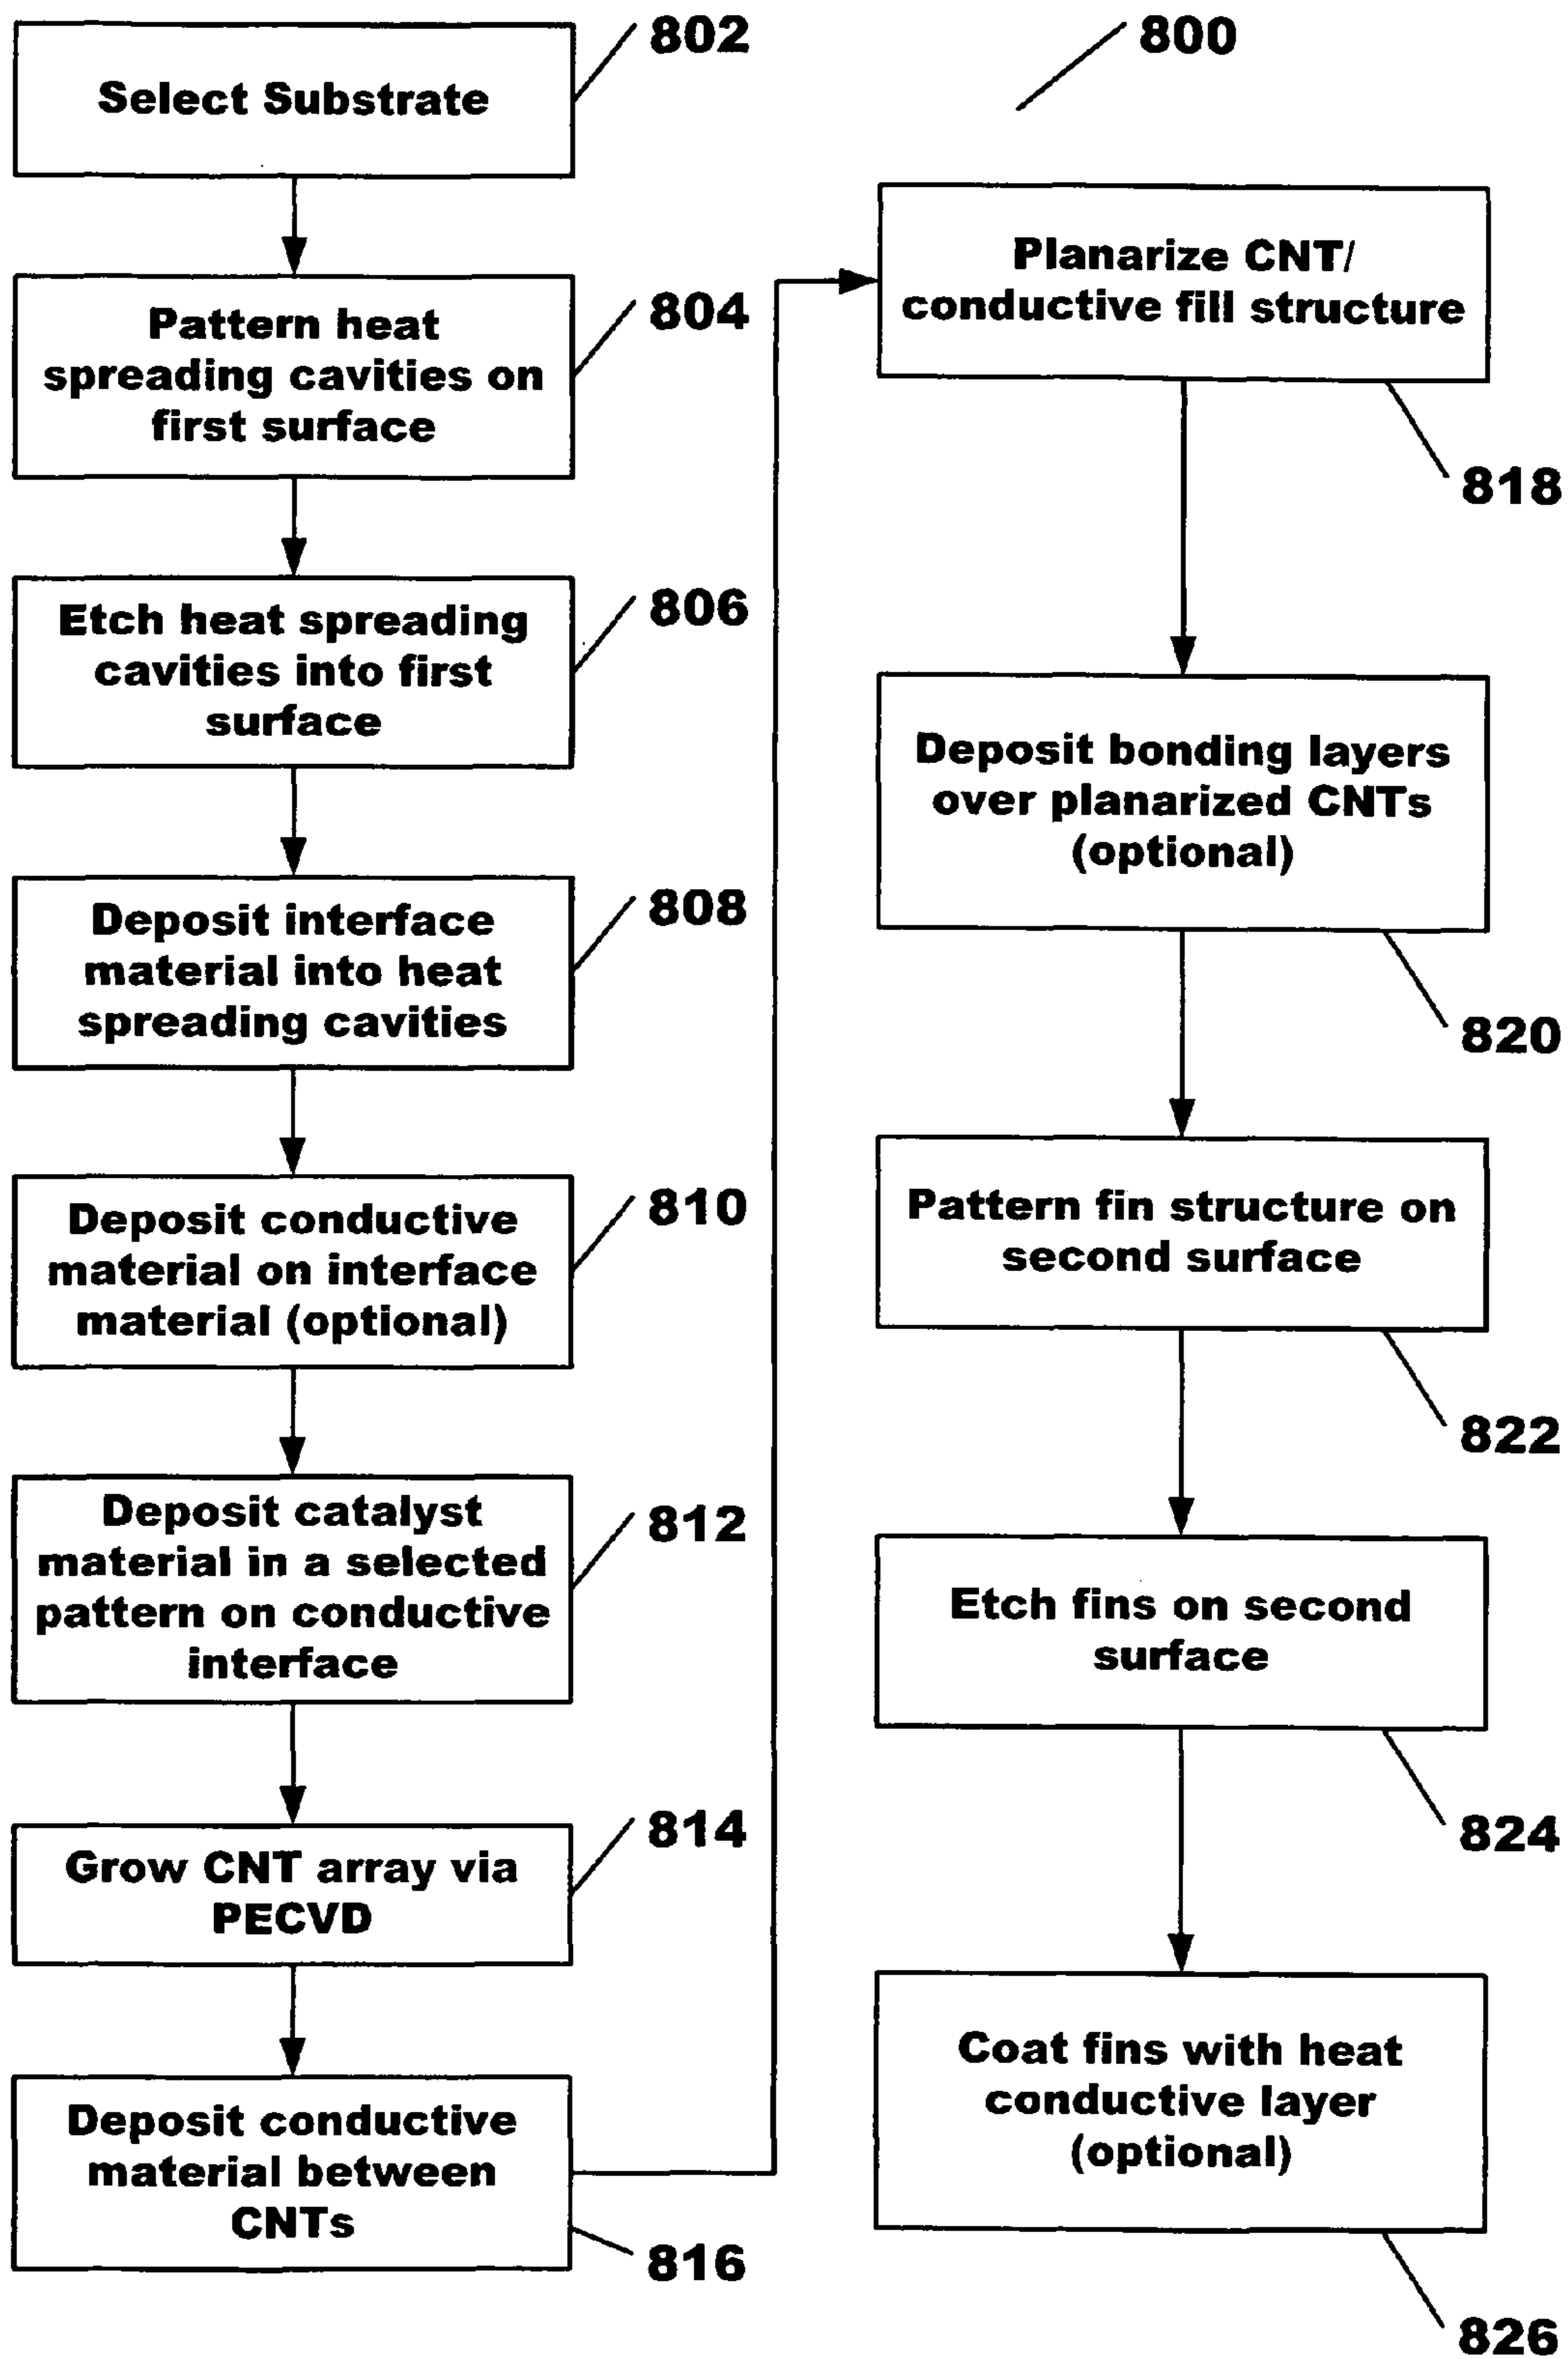 802
Select Substrate
804
Pattern heat
spreading cavities on
first surface
806
Etch heat spreading
cavities into first
surface
808
Deposit interface
material into heat
spreading cavities
810
Deposit conductive
material on interface
material (optional)
812
Deposit catalyst
material in a selected
pattern on conductive
interface
814
Grow CNT array via
PECVD
Deposit conductive
material between
CNTs
816
800
Planarize CNT/
conductive fill structure
818
Deposit bonding layers
over planarized CNTs
(optional)
820
Pattern fin structure on
second surface
822
Etch fins on second
surface
824
Coat fins with heat
conductive layer
(optional)
826